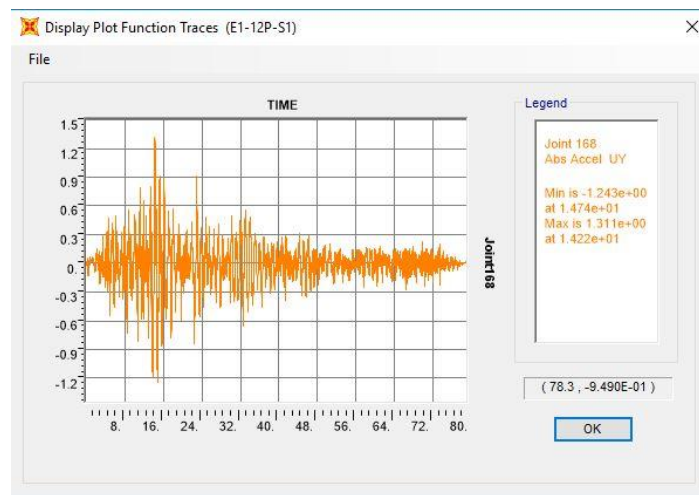 Display Plot Function Traces (E1-12P-S1)
File
TIME
1.5
1.2
0.9
0.6
0.3
0.
-0.3
-0.6
-0.9
-1.2
8. 16. 24. 32. 40. 48. 56. 64. 72. 80.
Joint168
Legend
Joint 168
Abs Accel UY
Min is -1.243e+00
at 1.474e+01
Max is 1.311e+00
at 1.422e+01
( 78.3 , -9.490E-01 )
OK